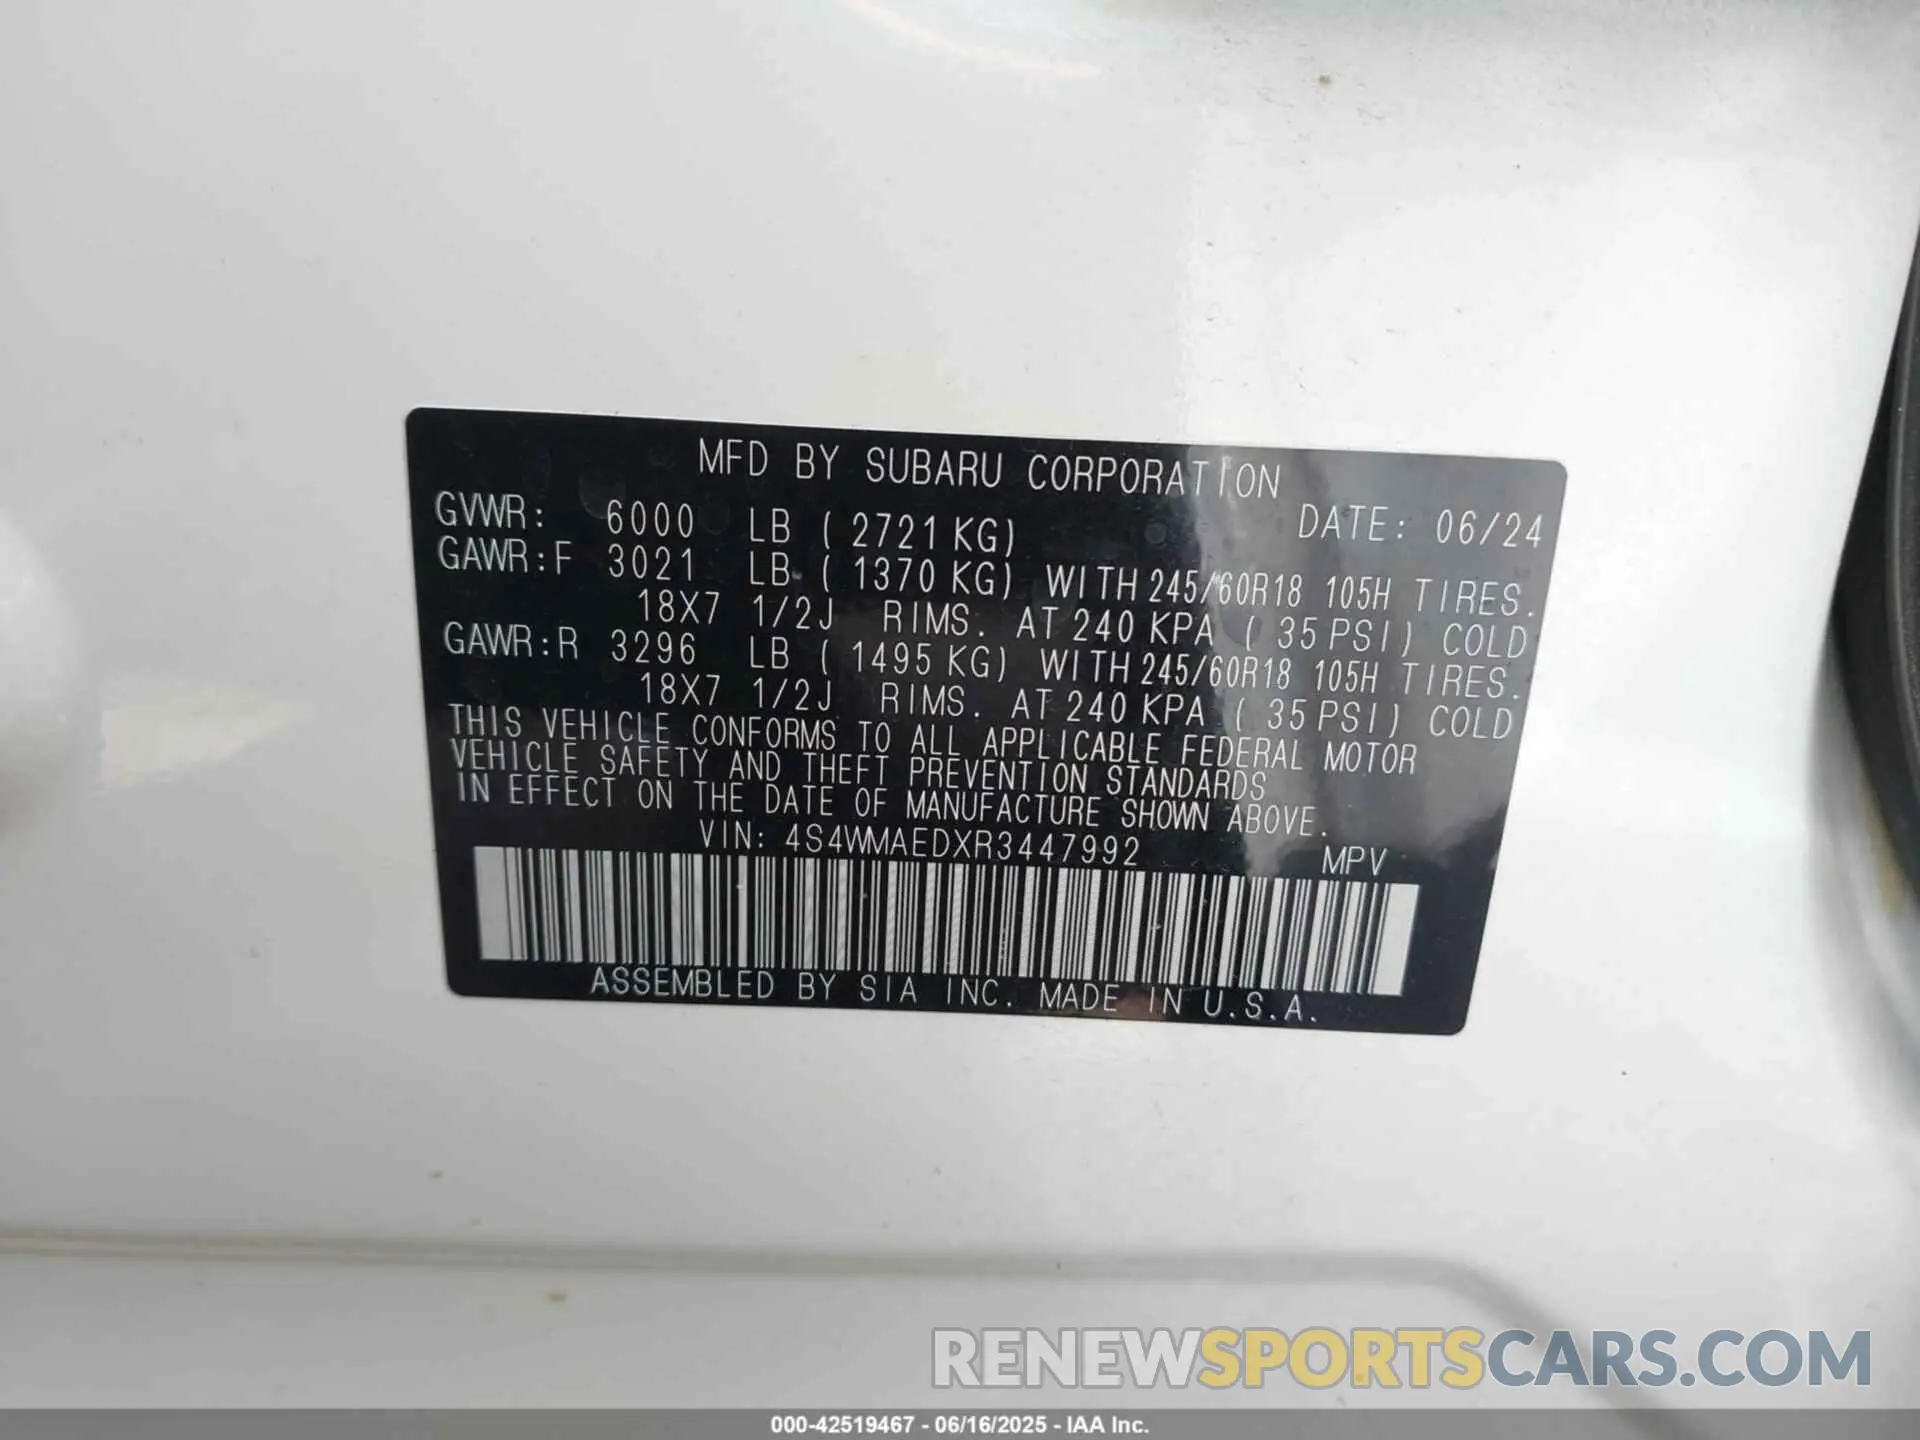 MFD BY SUBARU CORPORATION
GVWR: 6000 LB ( 2721 KG) DATE: 06/24
GAWR:F 3021 LB ( 1370 KG) WITH 245/60R18 105H TIRES.
18X7 1/2J RIMS. AT 240 KPA ( 35 PSI) COLD
GAWR:R 3296 LB ( 1495 KG) WITH 245/60R18 105H TIRES.
18X7 1/2J RIMS. AT 240 KPA ( 35 PSI) COLD
THIS VEHICLE CONFORMS TO ALL APPLICABLE FEDERAL MOTOR
VEHICLE SAFETY AND THEFT PREVENTION STANDARDS
IN EFFECT ON THE DATE OF MANUFACTURE SHOWN ABOVE.
VIN: 4S4WMAEDXR3447992 MPV
ASSEMBLED BY SIA INC. MADE IN U.S.A.
RENEWSPORTSCARS.COM
000-42519467 - 06/16/2025 - IAA Inc.